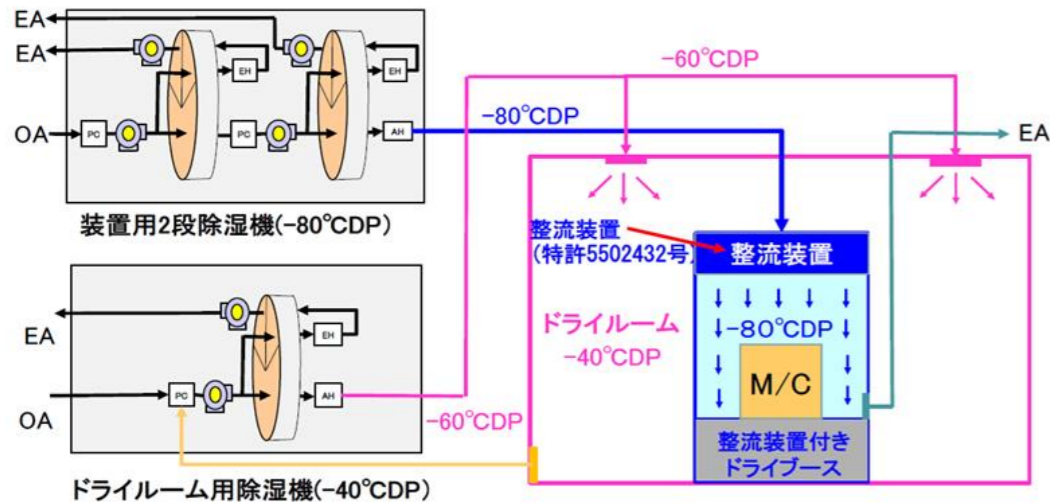 EA
EA
OA
PC
EH
PC
EH
AH
装置用2段除湿機(-80℃DP)
-60℃DP
-80℃DP
EA
整流装置
(特許5502432号)
整流装置
-80℃DP
M/C
整流装置付き
ドライブース
ドライルーム
-40℃DP
EA
OA
PC
EH
AH
-60℃DP
ドライルーム用除湿機(-40℃DP)